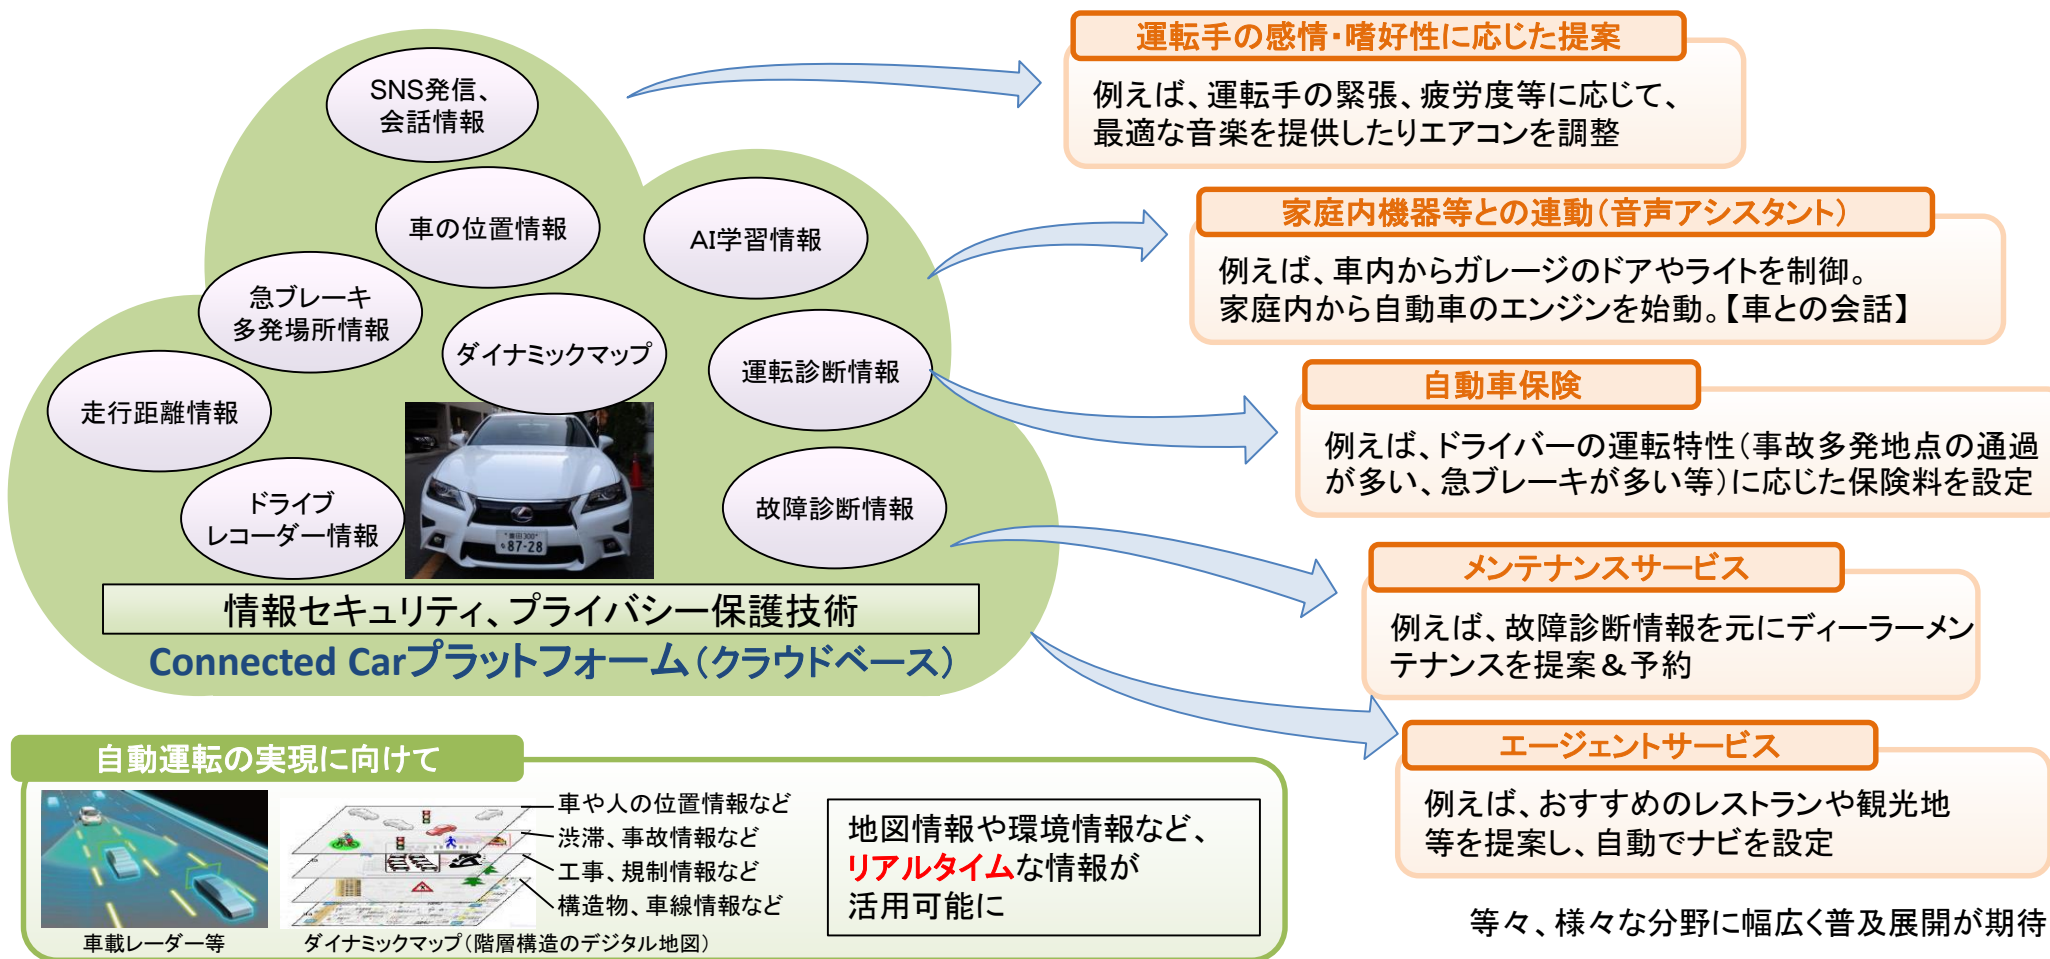 SNS発信、
会話情報
車の位置情報
AI学習情報
急ブレーキ
多発場所情報
ダイナミックマップ
運転診断情報
走行距離情報
ドライブ
レコーダー情報
故障診断情報
87-28
情報セキュリティ、プライバシー保護技術
Connected Carプラットフォーム（クラウドベース）
運転手の感情・嗜好性に応じた提案
例えば、運転手の緊張、疲労度等に応じて、
最適な音楽を提供したりエアコンを調整
家庭内機器等との連動（音声アシスタント）
例えば、車内からガレージのドアやライトを制御。
家庭内から自動車のエンジンを始動。【車との会話】
自動車保険
例えば、ドライバーの運転特性（事故多発地点の通過
が多い、急ブレーキが多い等）に応じた保険料を設定
メンテナンスサービス
例えば、故障診断情報を元にディーラーメン
テナンスを提案＆予約
エージェントサービス
例えば、おすすめのレストランや観光地
等を提案し、自動でナビを設定
等々、様々な分野に幅広く普及展開が期待
自動運転の実現に向けて
車載レーダー等
車や人の位置情報など
渋滞、事故情報など
工事、規制情報など
構造物、車線情報など
ダイナミックマップ（階層構造のデジタル地図）
地図情報や環境情報など、
リアルタイムな情報が
活用可能に